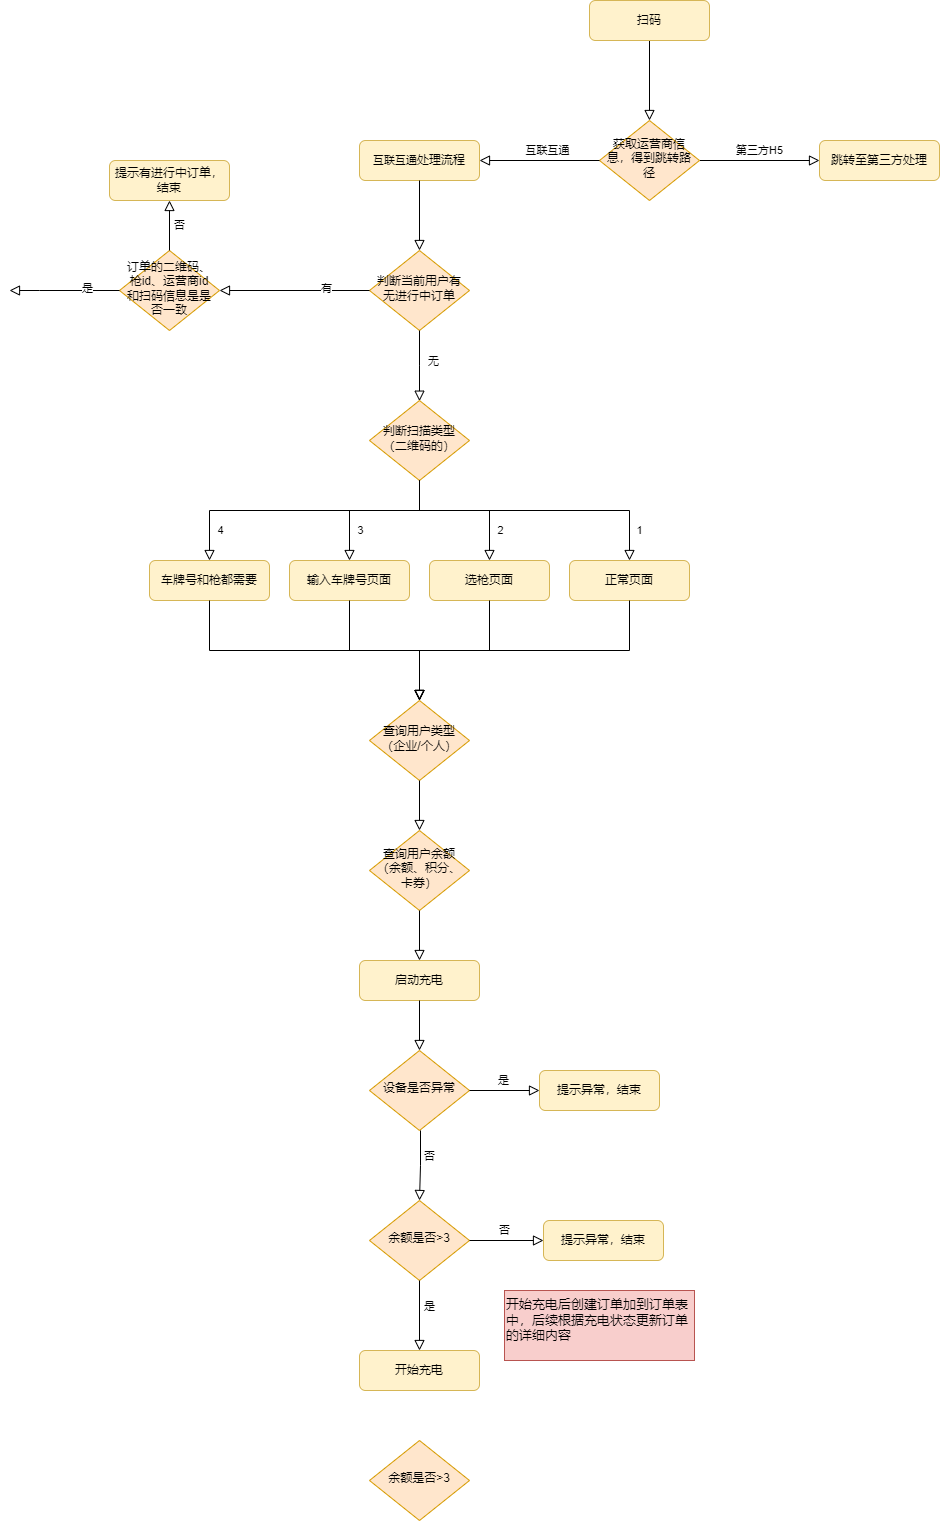 扫码
获取运营商信
息，得到跳转路
径
互联互通
第三方H5
互联互通处理流程
跳转至第三方处理
提示有进行中订单，
结束
否
订单的二维码、
枪id、运营商id
和扫码信息是是
否一致
是
有
判断当前用户有
无进行中订单
无
判断扫描类型
（二维码的）
4
3
2
1
车牌号和枪都需要
输入车牌号页面
选枪页面
正常页面
查询用户类型
（企业/个人）
查询用户余额
（余额、积分、
卡券）
启动充电
设备是否异常
是
提示异常，结束
否
余额是否>3
否
提示异常，结束
是
开始充电后创建订单加到订单表
中，后续根据充电状态更新订单
的详细内容
开始充电
余额是否>3